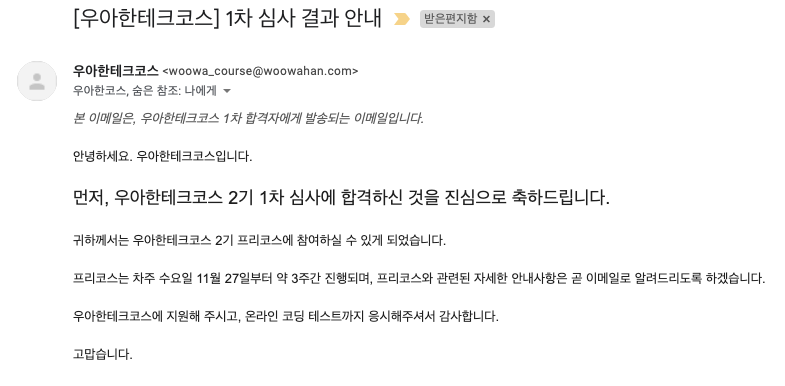 [우아한테크코스] 1차 심사 결과 안내 받은편지함 ×
우아한테크코스 <woowa_course@woowahan.com>
우아한코스, 숨은 참조: 나에게
본 이메일은, 우아한테크코스 1차 합격자에게 발송되는 이메일입니다.
안녕하세요. 우아한테크코스입니다.
먼저, 우아한테크코스 2기 1차 심사에 합격하신 것을 진심으로 축하드립니다.
귀하께서는 우아한테크코스 2기 프리코스에 참여하실 수 있게 되었습니다.
프리코스는 차주 수요일 11월 27일부터 약 3주간 진행되며, 프리코스와 관련된 자세한 안내사항은 곧 이메일로 알려드리도록 하겠습니다.
우아한테크코스에 지원해 주시고, 온라인 코딩 테스트까지 응시해주셔서 감사합니다.
고맙습니다.